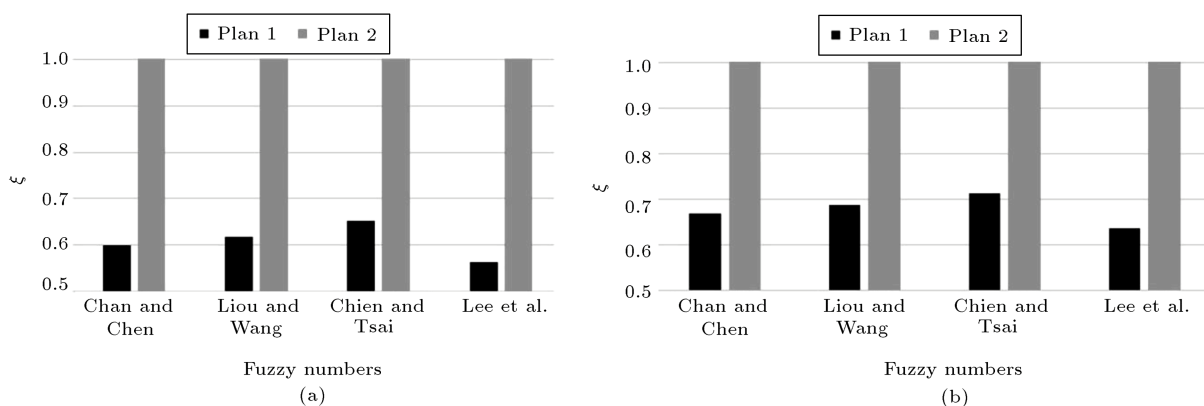 Plan 1 Plan 2
1.0
0.9
0.8
ξ
0.7
0.6
0.5
Chan and
Chen
Liou and
Wang
Chien and
Tsai
Lee et al.
Fuzzy numbers
(a)
Plan 1 Plan 2
1.0
0.9
0.8
ξ
0.7
0.6
0.5
Chan and
Chen
Liou and
Wang
Chien and
Tsai
Lee et al.
Fuzzy numbers
(b)